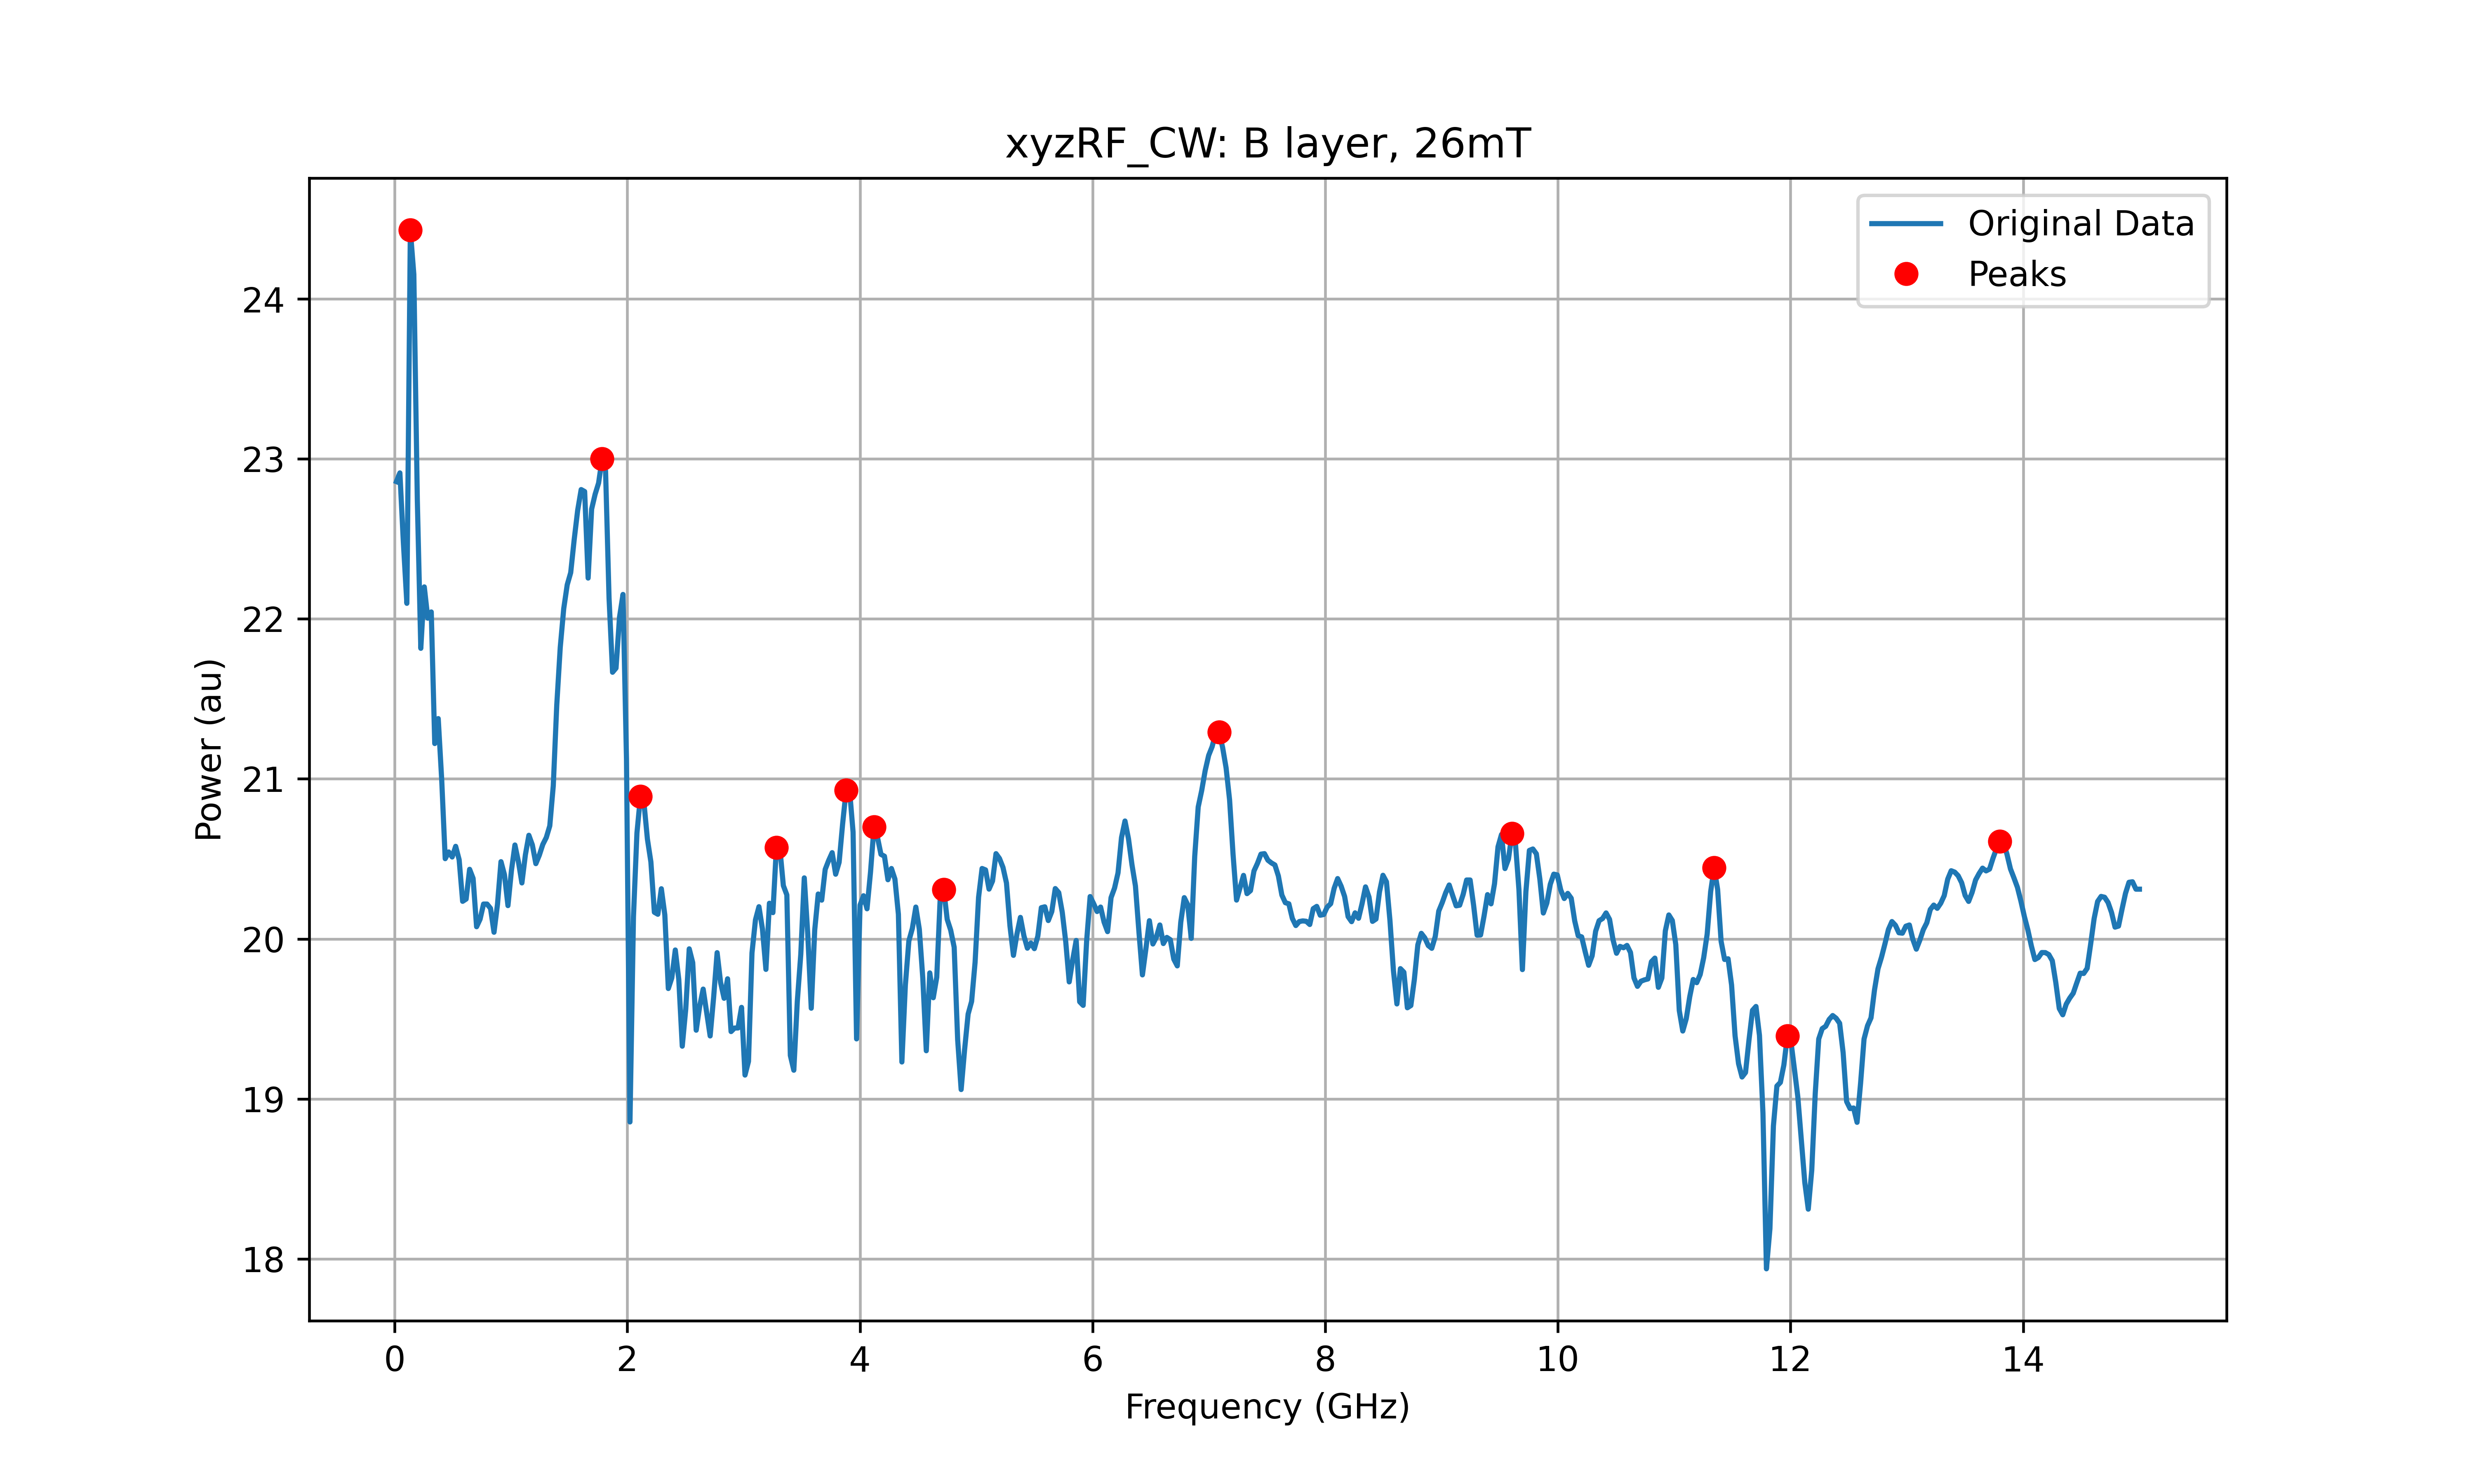 xyzRF_CW: B layer, 26mT
Original Data
Peaks
24
23
22
21
20
19
18
Power (au)
0 2 4 6 8 10 12 14
Frequency (GHz)